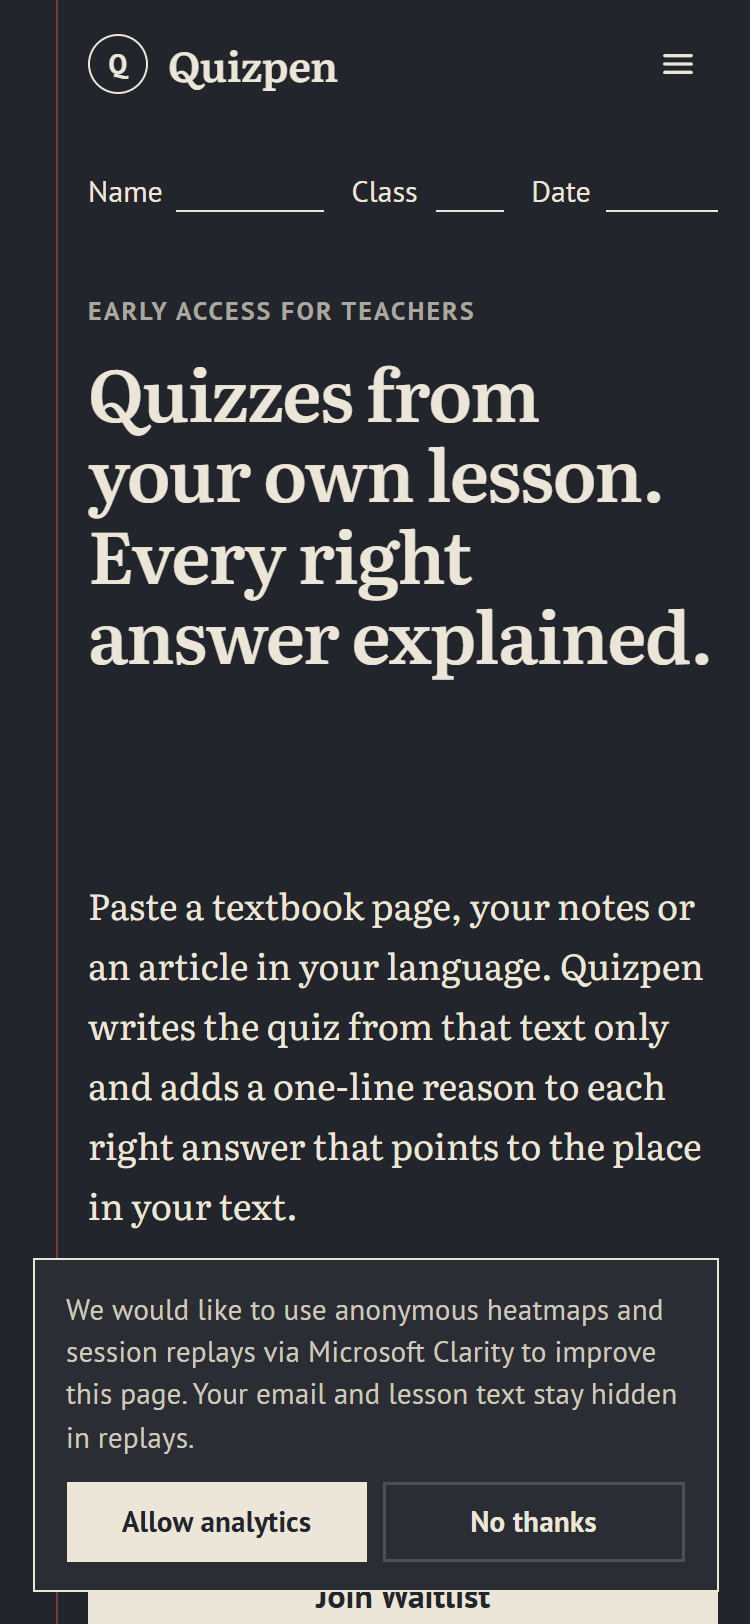 Q Quizpen
Name Class Date
EARLY ACCESS FOR TEACHERS
Quizzes from
your own lesson.
Every right
answer explained.
Paste a textbook page, your notes or
an article in your language. Quizpen
writes the quiz from that text only
and adds a one-line reason to each
right answer that points to the place
in your text.
We would like to use anonymous heatmaps and
session replays via Microsoft Clarity to improve
this page. Your email and lesson text stay hidden
in replays.
Allow analytics No thanks
Join Waitlist